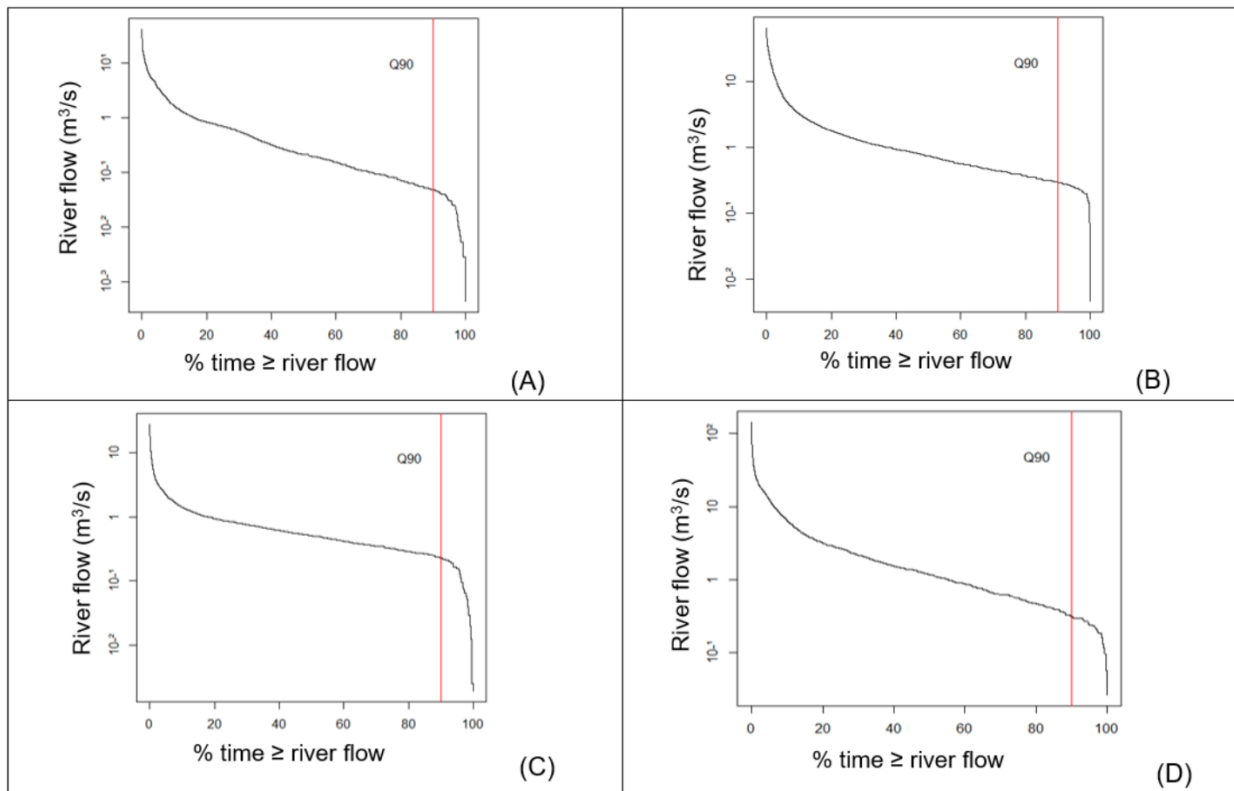 River flow (m³/s)
10¹
1
10⁻¹
10⁻²
10⁻²
Q90
0 20 40 60 80 100
% time ≥ river flow
(A)
River flow (m³/s)
10
1
10⁻¹
10⁻²
Q90
0 20 40 60 80 100
% time ≥ river flow
(B)
River flow (m³/s)
10
1
10⁻¹
10⁻²
Q90
0 20 40 60 80 100
% time ≥ river flow
(C)
River flow (m³/s)
10²
10
1
10⁻¹
Q90
0 20 40 60 80 100
% time ≥ river flow
(D)